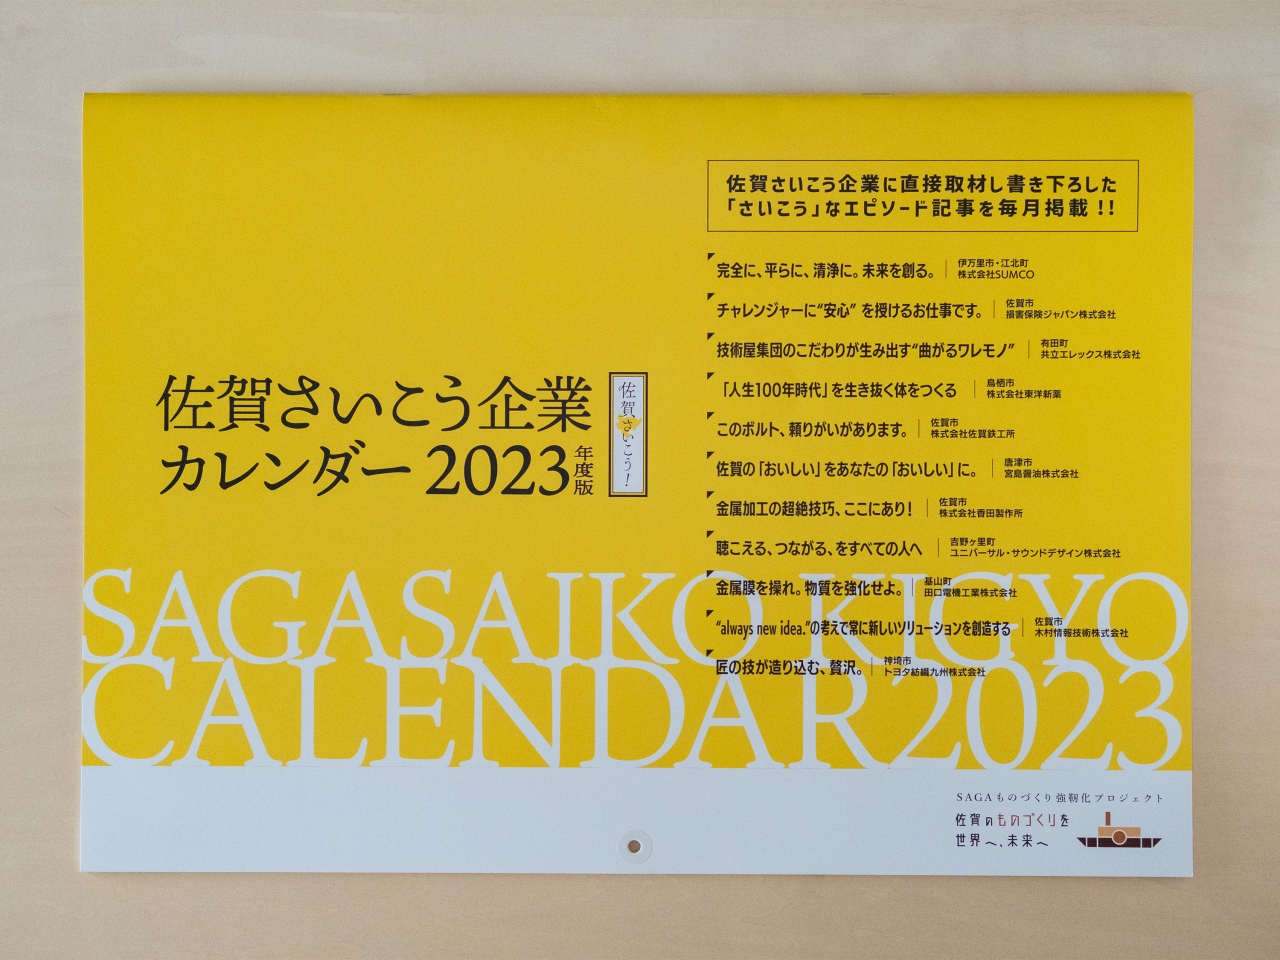 佐賀さいこう企業
カレンダー 2023年度版
佐賀さいこう！
佐賀さいこう企業に直接取材し書き下ろした
「さいこう」なエピソード記事を毎月掲載!!
完全に、平らに、清浄に。未来を創る。
伊万里市・江北町
株式会社SUMCO
チャレンジャーに“安心”を授けるお仕事です。
佐賀市
損害保険ジャパン株式会社
技術屋集団のこだわりが生み出す“曲がるワレモノ”
有田町
共立エレックス株式会社
「人生100年時代」を生き抜く体をつくる
鳥栖市
株式会社東洋新薬
このボルト、頼りがいがあります。
佐賀市
株式会社佐賀鉄工所
佐賀の「おいしい」をあなたの「おいしい」に。
唐津市
宮島醤油株式会社
金属加工の超絶技巧、ここにあり！
佐賀市
株式会社香田製作所
聴こえる、つながる、をすべての人へ
吉野ヶ里町
ユニバーサル・サウンドデザイン株式会社
金属膜を操れ。物質を強化せよ。
基山町
田口電機工業株式会社
“always new idea.”の考えで常に新しいソリューションを創造する
佐賀市
木村情報技術株式会社
匠の技が造り込む、贅沢。
神埼市
トヨタ紡織九州株式会社
SAGASAIKO KIGYO
CALENDAR 2023
SAGAものづくり強靭化プロジェクト
佐賀のものづくりを
世界へ、未来へ